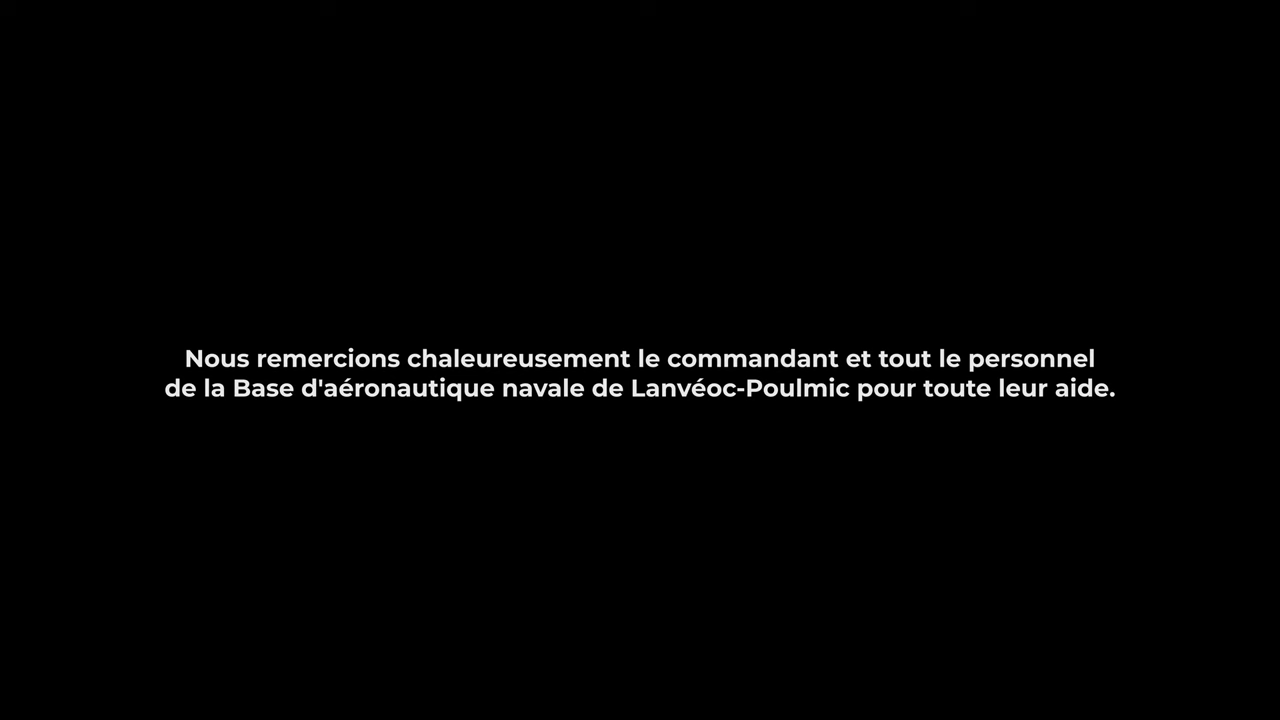 Nous remercions chaleureusement le commandant et tout le personnel
de la Base d'aéronautique navale de Lanvéoc-Poulmic pour toute leur aide.